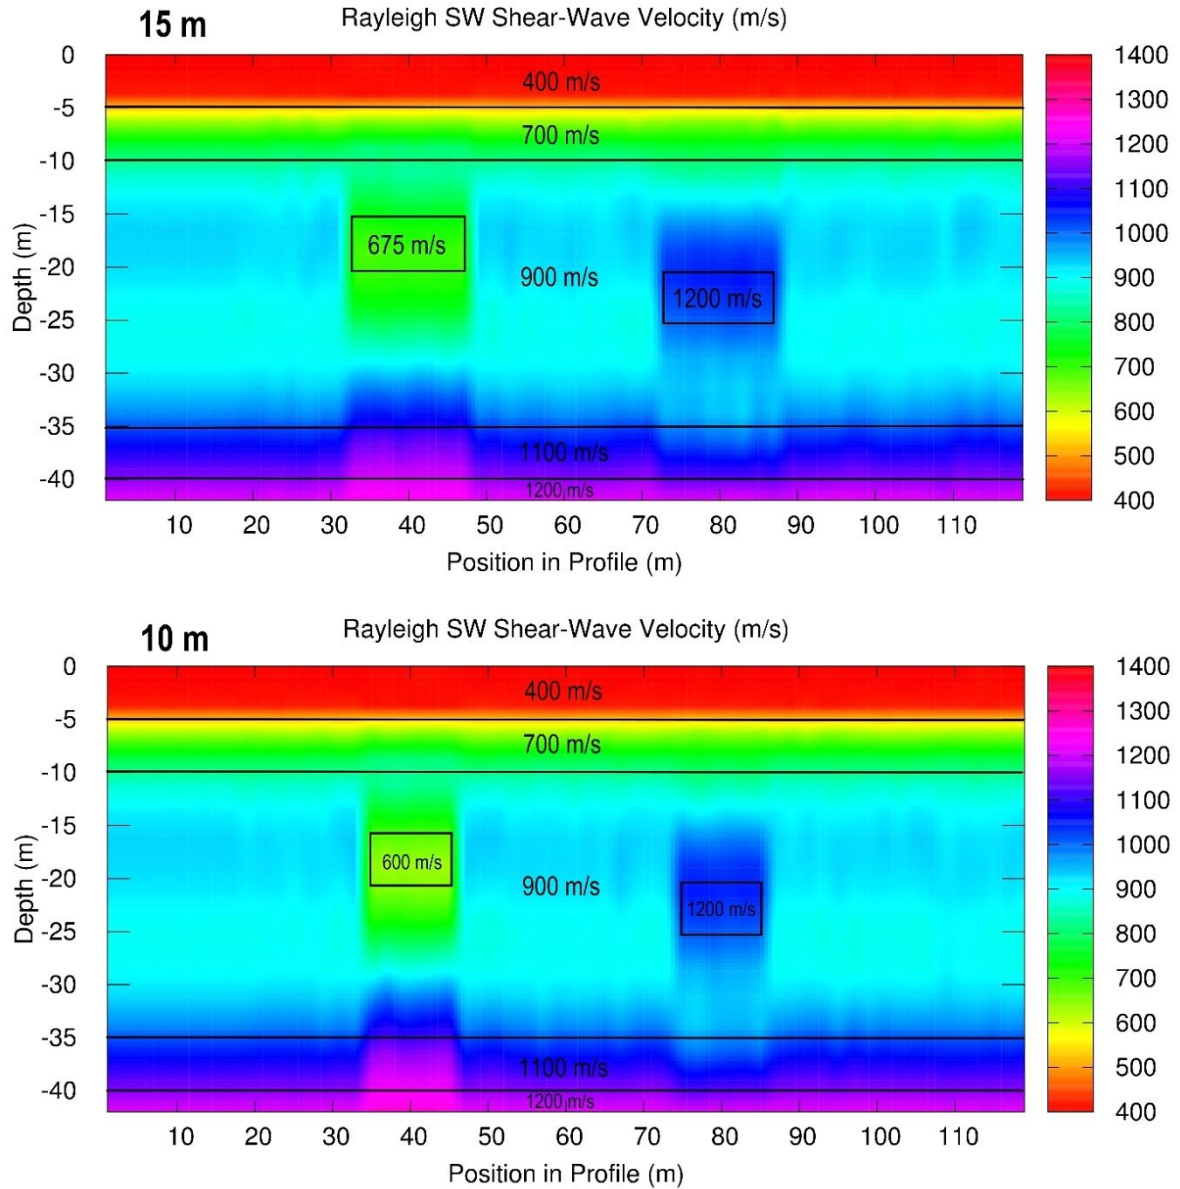 15 m
Rayleigh SW Shear-Wave Velocity (m/s)
0
-5
-10
-15
-20
-25
-30
-35
-40
Depth (m)
400 m/s
700 m/s
675 m/s
900 m/s
1200 m/s
1100 m/s
1200 m/s
10 20 30 40 50 60 70 80 90 100 110
Position in Profile (m)
1400
1300
1200
1100
1000
900
800
700
600
500
400
10 m
Rayleigh SW Shear-Wave Velocity (m/s)
0
-5
-10
-15
-20
-25
-30
-35
-40
Depth (m)
400 m/s
700 m/s
600 m/s
900 m/s
1200 m/s
1100 m/s
1200 m/s
10 20 30 40 50 60 70 80 90 100 110
Position in Profile (m)
1400
1300
1200
1100
1000
900
800
700
600
500
400